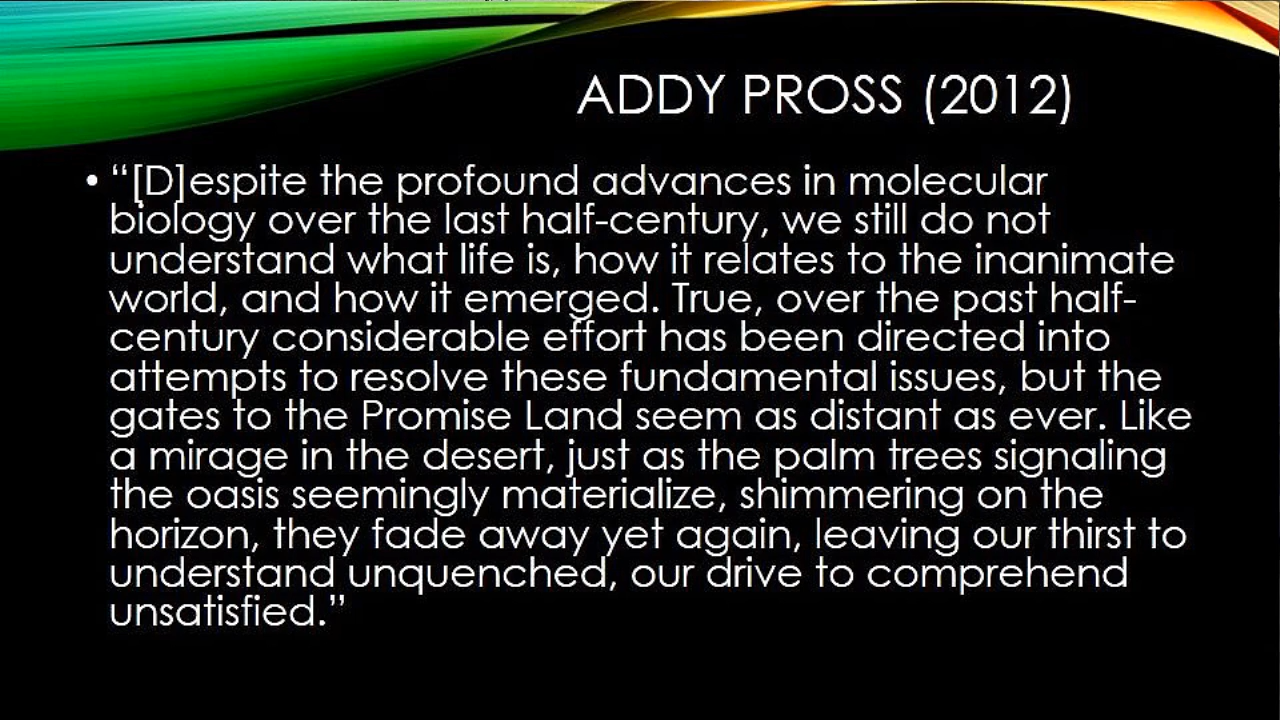 ADDY PROSS (2012)
• “[D]espite the profound advances in molecular
biology over the last half-century, we still do not
understand what life is, how it relates to the inanimate
world, and how it emerged. True, over the past half-
century considerable effort has been directed into
attempts to resolve these fundamental issues, but the
gates to the Promise Land seem as distant as ever. Like
a mirage in the desert, just as the palm trees signaling
the oasis seemingly materialize, shimmering on the
horizon, they fade away yet again, leaving our thirst to
understand unquenched, our drive to comprehend
unsatisfied.”